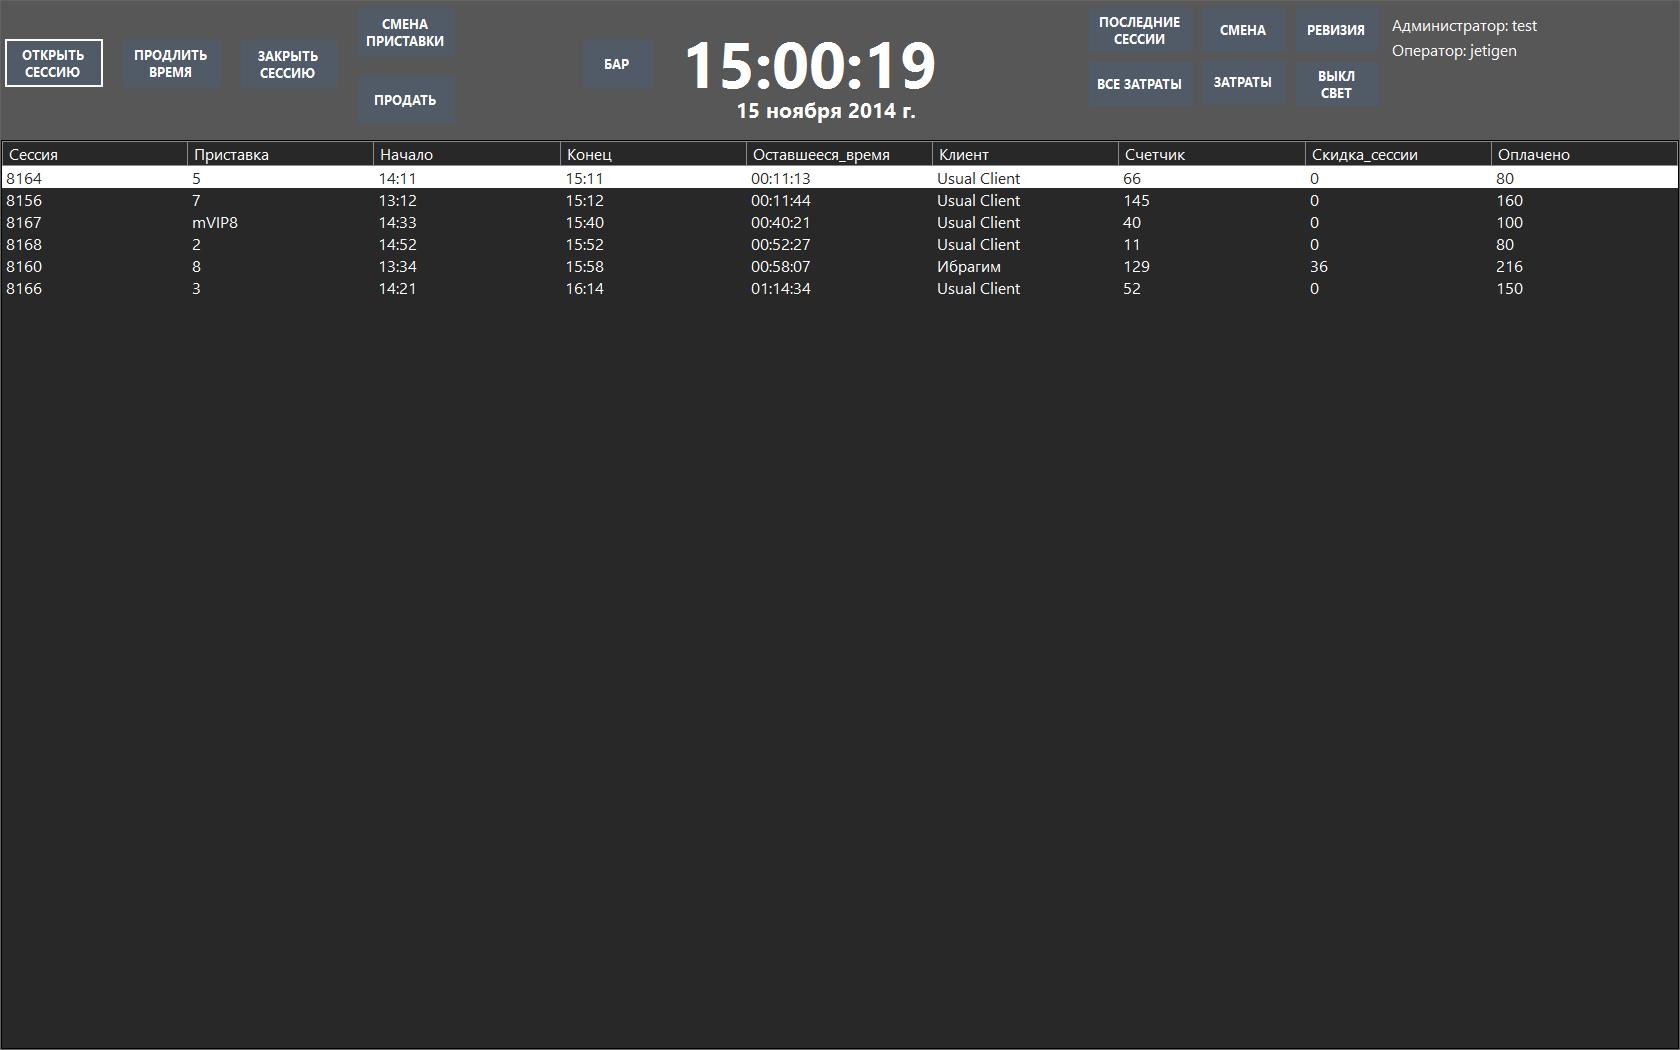 ОТКРЫТЬ
СЕССИЮ
ПРОДЛИТЬ
ВРЕМЯ
ЗАКРЫТЬ
СЕССИЮ
СМЕНА
ПРИСТАВКИ
ПРОДАТЬ
БАР
15:00:19
15 ноября 2014 г.
ПОСЛЕДНИЕ
СЕССИИ
СМЕНА
РЕВИЗИЯ
ВСЕ ЗАТРАТЫ
ЗАТРАТЫ
ВЫКЛ
СВЕТ
Администратор: test
Оператор: jetigen
Сессия Приставка Начало Конец Оставшееся_время Клиент Счетчик Скидка_сессии Оплачено
8164 5 14:11 15:11 00:11:13 Usual Client 66 0 80
8156 7 13:12 15:12 00:11:44 Usual Client 145 0 160
8167 mVIP8 14:33 15:40 00:40:21 Usual Client 40 0 100
8168 2 14:52 15:52 00:52:27 Usual Client 11 0 80
8160 8 13:34 15:58 00:58:07 Ибрагим 129 36 216
8166 3 14:21 16:14 01:14:34 Usual Client 52 0 150